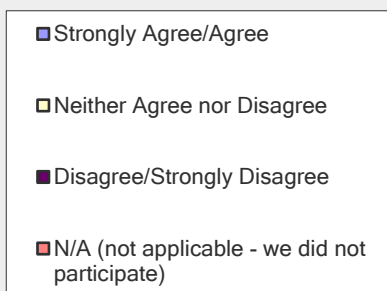 Strongly Agree/Agree
Neither Agree nor Disagree
Disagree/Strongly Disagree
N/A (not applicable - we did not
participate)